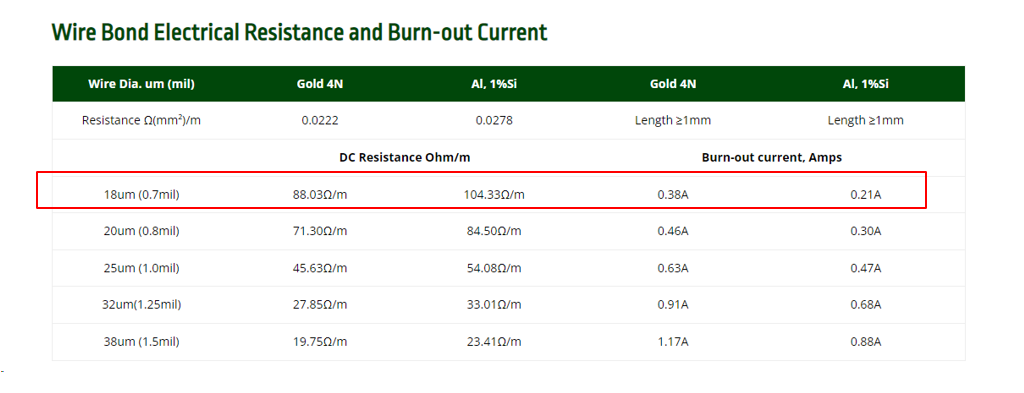 Wire Bond Electrical Resistance and Burn-out Current
Wire Dia. um (mil) Gold 4N Al, 1%Si Gold 4N Al, 1%Si
Resistance Ω(mm²)/m 0.0222 0.0278 Length ≥1mm Length ≥1mm
DC Resistance Ohm/m Burn-out current, Amps
18um (0.7mil) 88.03Ω/m 104.33Ω/m 0.38A 0.21A
20um (0.8mil) 71.30Ω/m 84.50Ω/m 0.46A 0.30A
25um (1.0mil) 45.63Ω/m 54.08Ω/m 0.63A 0.47A
32um(1.25mil) 27.85Ω/m 33.01Ω/m 0.91A 0.68A
38um (1.5mil) 19.75Ω/m 23.41Ω/m 1.17A 0.88A